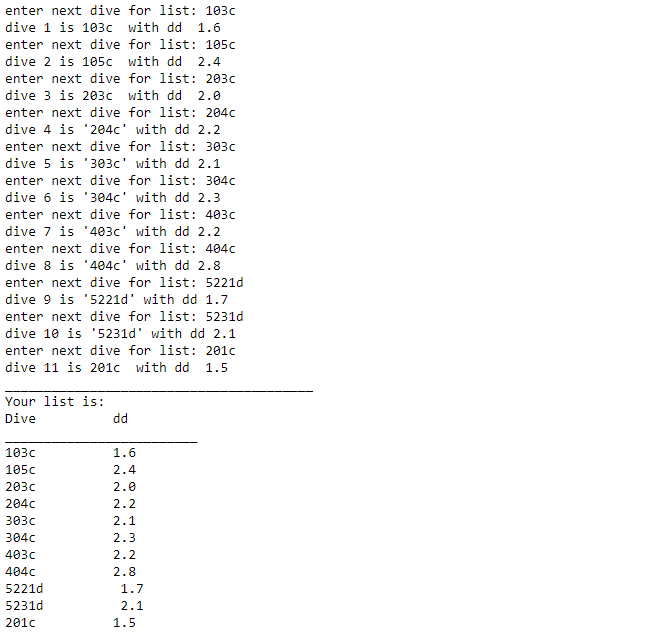 enter next dive for list: 103c
dive 1 is 103c  with dd  1.6
enter next dive for list: 105c
dive 2 is 105c  with dd  2.4
enter next dive for list: 203c
dive 3 is 203c  with dd  2.0
enter next dive for list: 204c
dive 4 is '204c' with dd 2.2
enter next dive for list: 303c
dive 5 is '303c' with dd 2.1
enter next dive for list: 304c
dive 6 is '304c' with dd 2.3
enter next dive for list: 403c
dive 7 is '403c' with dd 2.2
enter next dive for list: 404c
dive 8 is '404c' with dd 2.8
enter next dive for list: 5221d
dive 9 is '5221d' with dd 1.7
enter next dive for list: 5231d
dive 10 is '5231d' with dd 2.1
enter next dive for list: 201c
dive 11 is 201c  with dd  1.5
________________________________________
Your list is:
Dive          dd
_________________________
103c          1.6
105c          2.4
203c          2.0
204c          2.2
303c          2.1
304c          2.3
403c          2.2
404c          2.8
5221d          1.7
5231d          2.1
201c          1.5